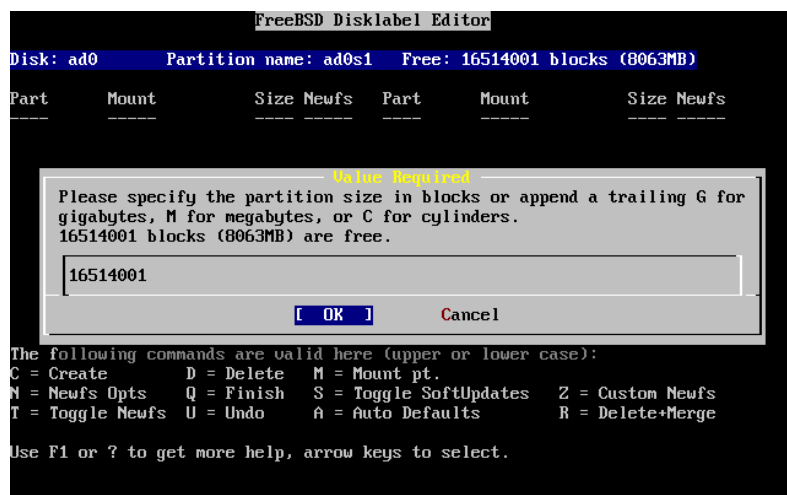 FreeBSD Disklabel Editor
Disk: ad0 Partition name: ad0s1 Free: 16514001 blocks (8063MB)
Part Mount Size Newfs Part Mount Size Newfs
---- ----- ---- ----- ---- ----- ---- -----
Value Required
Please specify the partition size in blocks or append a trailing G for
gigabytes, M for megabytes, or C for cylinders.
16514001 blocks (8063MB) are free.
16514001
[ OK ] Cancel
The following commands are valid here (upper or lower case):
C = Create D = Delete M = Mount pt.
N = Newfs Opts Q = Finish S = Toggle SoftUpdates Z = Custom Newfs
T = Toggle Newfs U = Undo A = Auto Defaults R = Delete+Merge
Use F1 or ? to get more help, arrow keys to select.